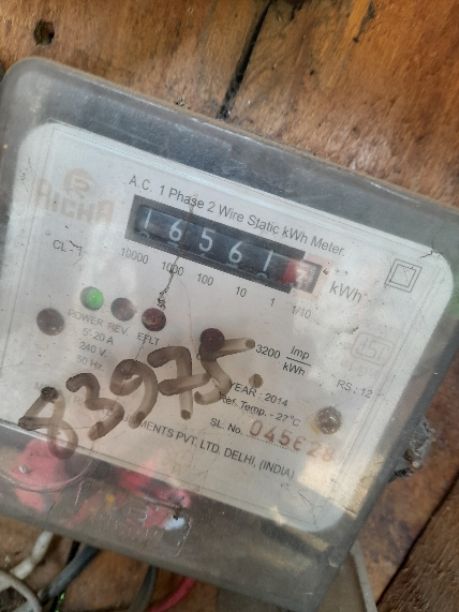 RICHA
A.C. 1 Phase 2 Wire Static kWh Meter.
16561
kWh
CL-1
10000 1000 100 10 1 1/10
POWER REV. EFLT
5-20 A
240 V.
50 Hz.
3200 Imp/kWh
RS : 12
83975.
YEAR : 2014
Ref. Temp. - 27°C
SL. No.
MENTS PVT. LTD. DELHI, (INDIA)